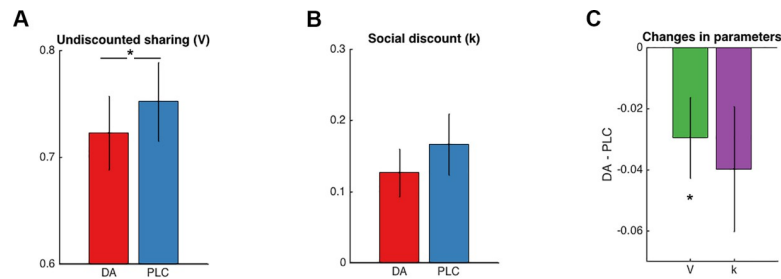 A
Undiscounted sharing (V)
*
0.8
0.7
0.6
DA
PLC
B
Social discount (k)
0.3
0.2
0.1
0
DA
PLC
C
Changes in parameters
0
-0.02
-0.04
-0.06
DA - PLC
*
V
k